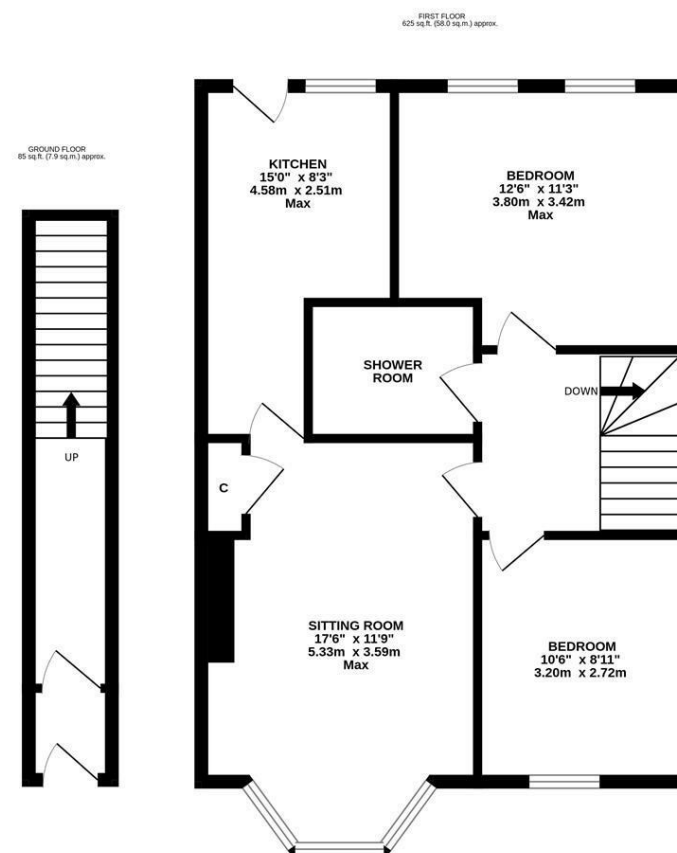 FIRST FLOOR
625 sq.ft. (58.0 sq.m.) approx.
GROUND FLOOR
85 sq.ft. (7.9 sq.m.) approx.
KITCHEN
15'0" x 8'3"
4.58m x 2.51m
Max
BEDROOM
12'6" x 11'3"
3.80m x 3.42m
Max
SHOWER
ROOM
DOWN
UP
C
SITTING ROOM
17'6" x 11'9"
5.33m x 3.59m
Max
BEDROOM
10'6" x 8'11"
3.20m x 2.72m